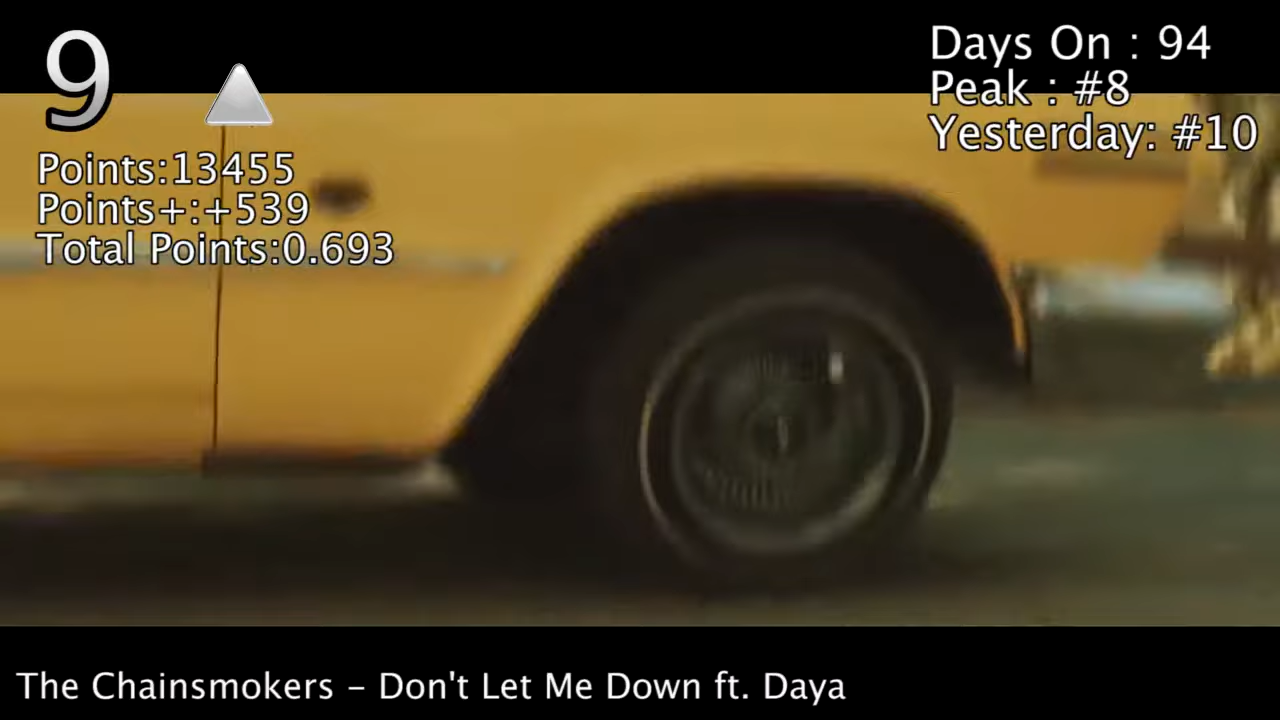 9
Days On : 94
Peak : #8
Yesterday: #10
Points:13455
Points+:+539
Total Points:0.693
The Chainsmokers – Don't Let Me Down ft. Daya